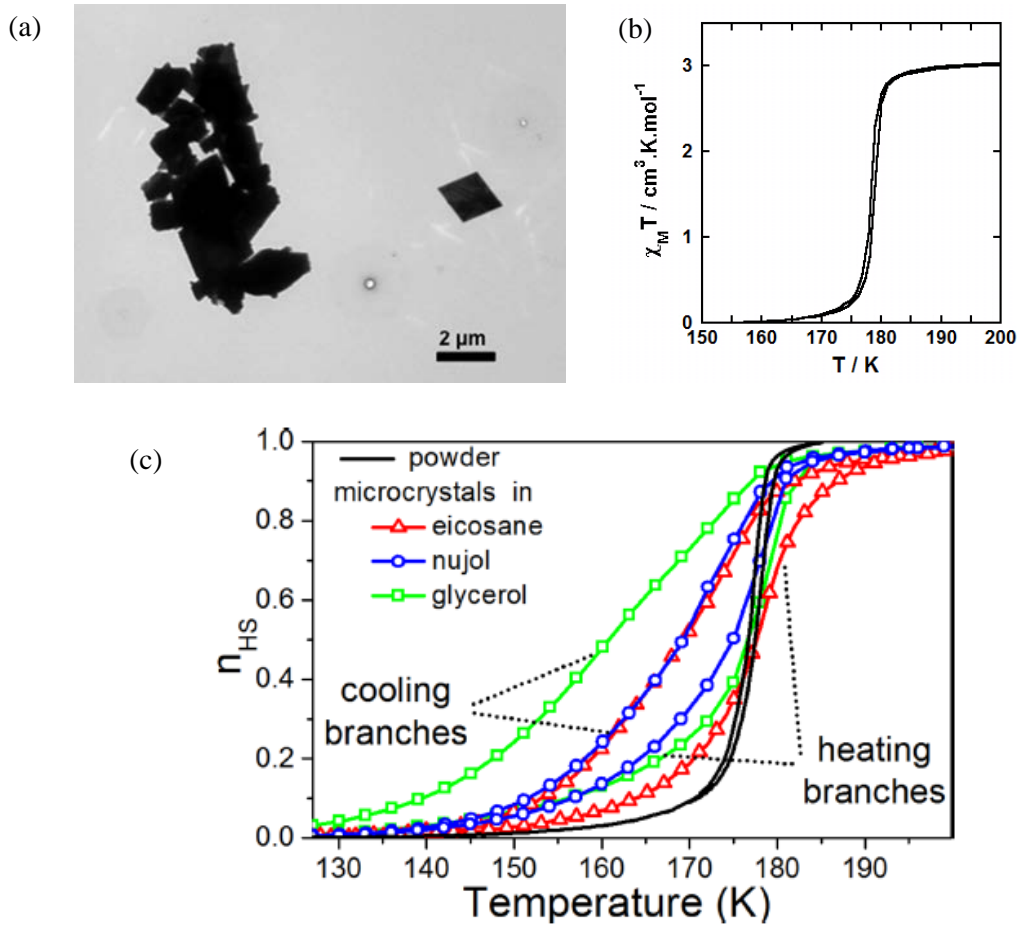 (a)
2 µm
(b)
3
2
1
0
χMT / cm³.K.mol⁻¹
150 160 170 180 190 200
T / K
(c)
1.0
0.8
0.6
0.4
0.2
0.0
nHS
powder
microcrystals in
eicosane
nujol
glycerol
cooling
branches
heating
branches
130 140 150 160 170 180 190
Temperature (K)